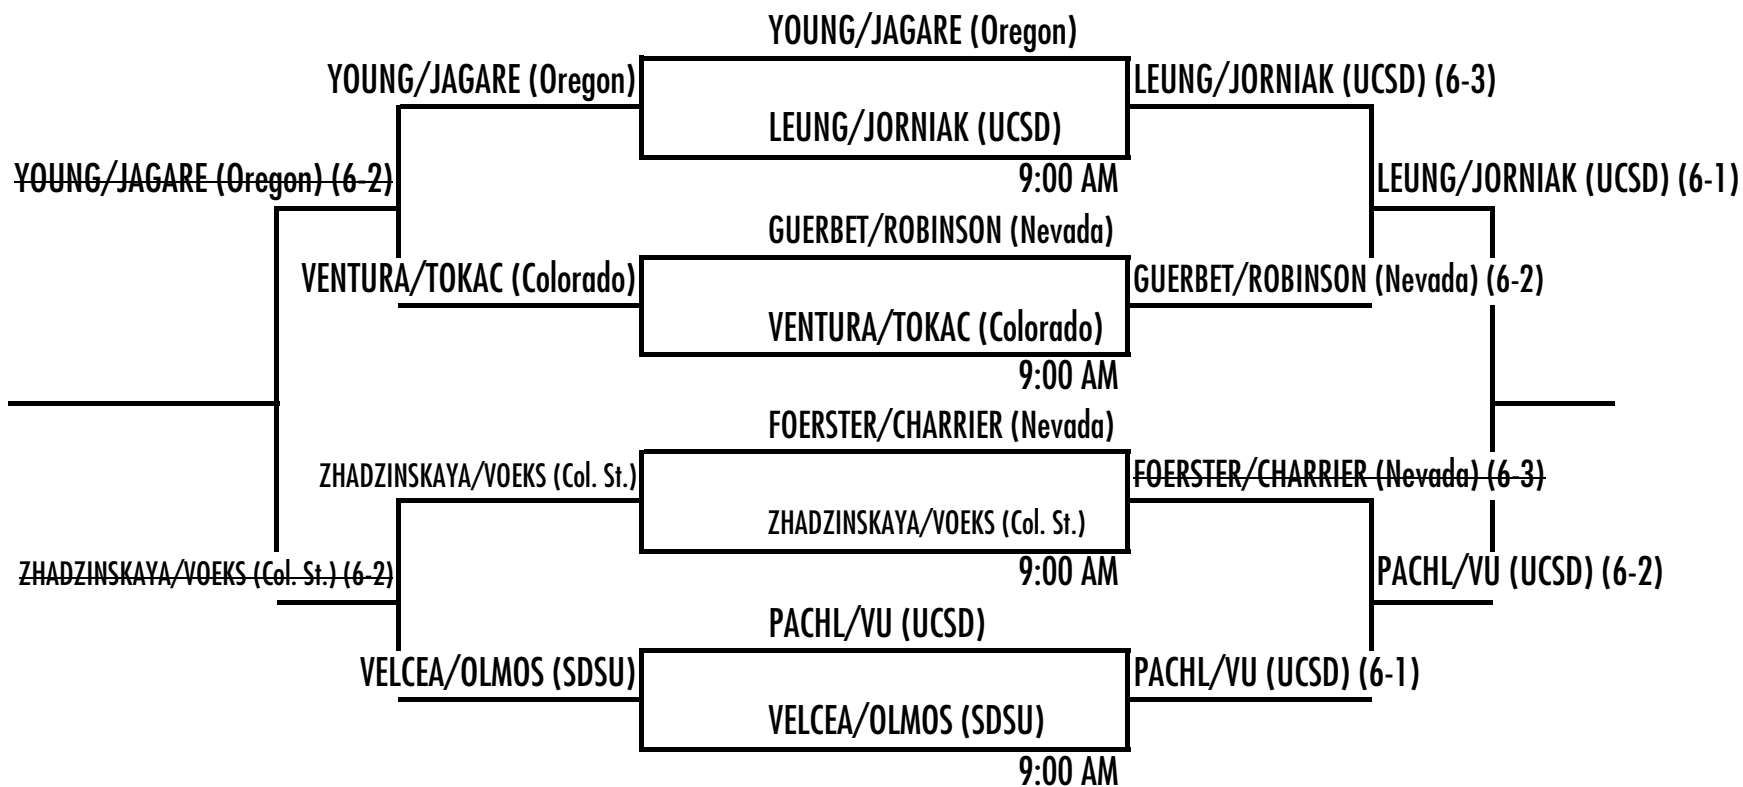 YOUNG/JAGARE (Oregon)
YOUNG/JAGARE (Oregon)
LEUNG/JORNIAK (UCSD) (6-3)
LEUNG/JORNIAK (UCSD)
YOUNG/JAGARE (Oregon) (6-2)
9:00 AM
LEUNG/JORNIAK (UCSD) (6-1)
GUERBET/ROBINSON (Nevada)
VENTURA/TOKAC (Colorado)
GUERBET/ROBINSON (Nevada) (6-2)
VENTURA/TOKAC (Colorado)
9:00 AM
FOERSTER/CHARRIER (Nevada)
ZHADZINSKAYA/VOEKS (Col. St.)
FOERSTER/CHARRIER (Nevada) (6-3)
ZHADZINSKAYA/VOEKS (Col. St.)
ZHADZINSKAYA/VOEKS (Col. St.) (6-2)
9:00 AM
PACHL/VU (UCSD) (6-2)
PACHL/VU (UCSD)
VELCEA/OLMOS (SDSU)
PACHL/VU (UCSD) (6-1)
VELCEA/OLMOS (SDSU)
9:00 AM